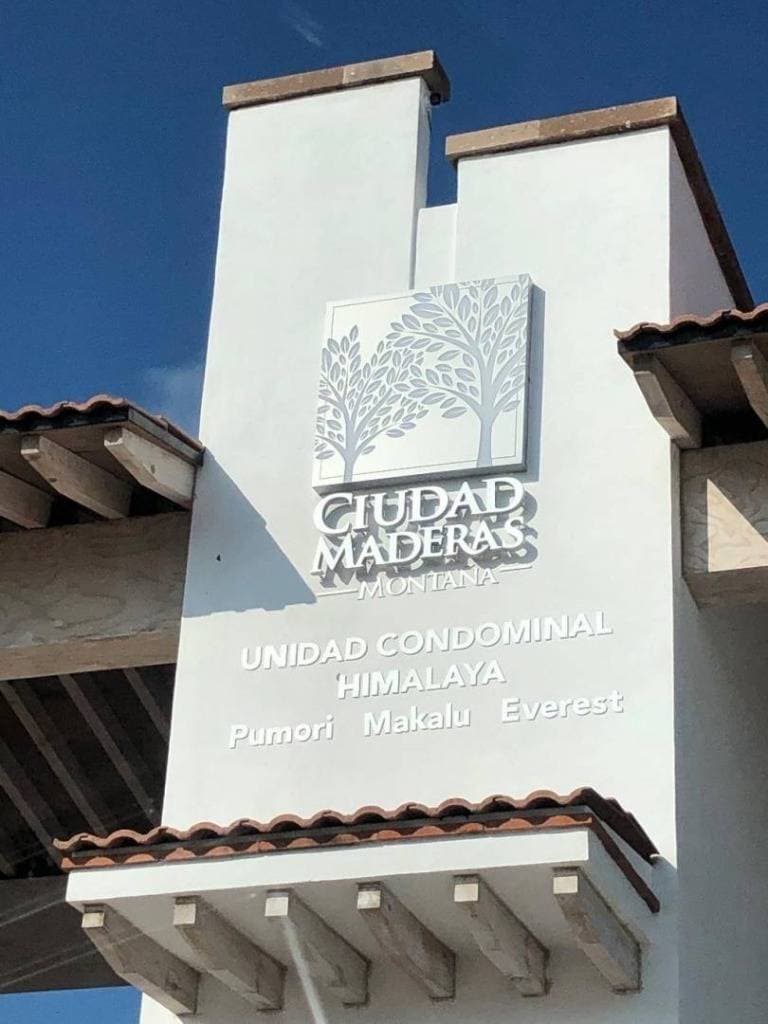 CIUDAD
MADERAS
MONTANA
UNIDAD CONDOMINAL
HIMALAYA
Pumori Makalu Everest